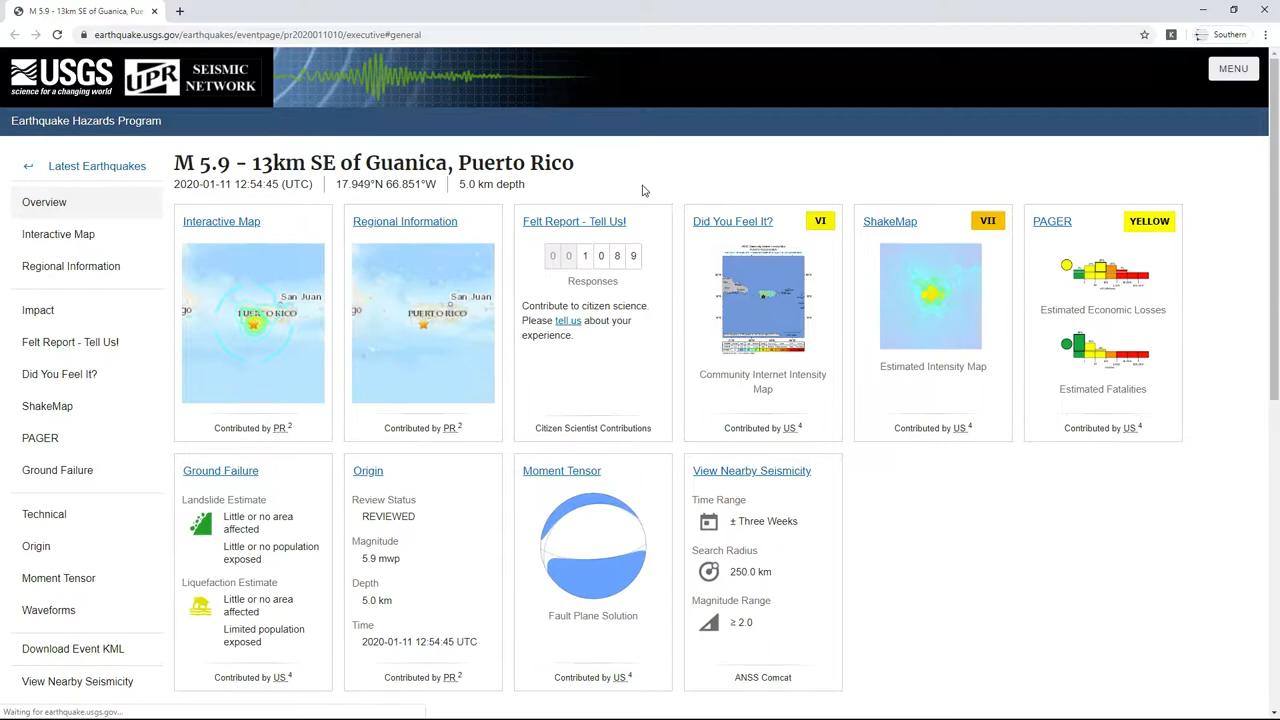 M 5.9 - 13km SE of Guanica, Puerto
earthquake.usgs.gov/earthquakes/eventpage/pr2020011010/executive#general
K
Southern
USGS
science for a changing world
UPR
SEISMIC
NETWORK
MENU
Earthquake Hazards Program
Latest Earthquakes
Overview
Interactive Map
Regional Information
Impact
Felt Report - Tell Us!
Did You Feel It?
ShakeMap
PAGER
Ground Failure
Technical
Origin
Moment Tensor
Waveforms
Download Event KML
View Nearby Seismicity
M 5.9 - 13km SE of Guanica, Puerto Rico
2020-01-11 12:54:45 (UTC) 17.949°N 66.851°W 5.0 km depth
Interactive Map
San Juan
PUERTO RICO
Contributed by PR 2
Regional Information
San Juan
go
PUERTO RICO
Contributed by PR 2
Felt Report - Tell Us!
0 0 1 0 8 9
Responses
Contribute to citizen science.
Please tell us about your
experience.
Citizen Scientist Contributions
Did You Feel It? VI
Community Internet Intensity
Map
Contributed by US 4
ShakeMap VII
Estimated Intensity Map
Contributed by US 4
PAGER YELLOW
Estimated Economic Losses
Estimated Fatalities
Contributed by US 4
Ground Failure
Landslide Estimate
Little or no area
affected
Little or no population
exposed
Liquefaction Estimate
Little or no area
affected
Limited population
exposed
Contributed by US 4
Origin
Review Status
REVIEWED
Magnitude
5.9 mwp
Depth
5.0 km
Time
2020-01-11 12:54:45 UTC
Contributed by PR 2
Moment Tensor
Fault Plane Solution
Contributed by US 4
View Nearby Seismicity
Time Range
± Three Weeks
Search Radius
250.0 km
Magnitude Range
≥ 2.0
ANSS Comcat
Waiting for earthquake.usgs.gov...